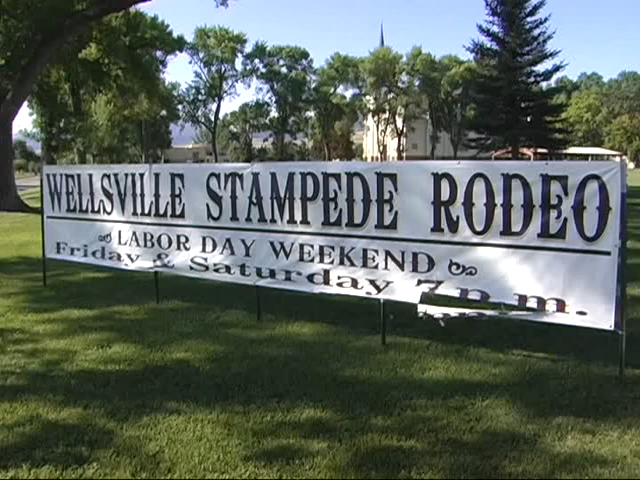 WELLSVILLE STAMPEDE RODEO
LABOR DAY WEEKEND
Friday & Saturday 7 p.m.